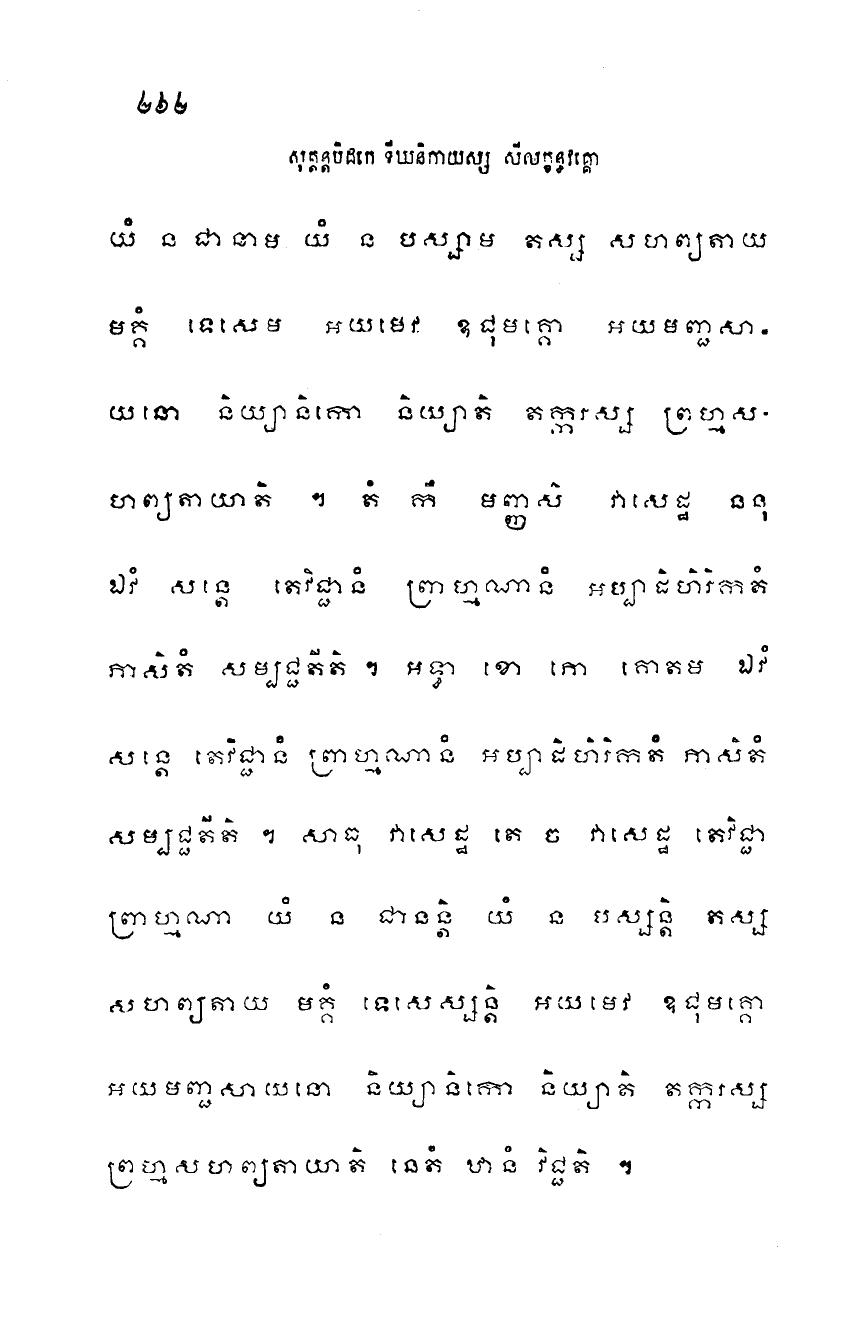 ២៦២
សុត្តន្តបិដកេ ទីឃនិកាយស្ស សីលក្ខន្ធវគ្គោ
យំ ន ជានាម យំ ន បស្សាម តស្ស សហព្យតាយ
មគ្គំ ទេសេម អយមេវ ឧជុមគ្គោ អយមញ្ជសា-
យនោ និយ្យានិកោ និយ្យាតិ តក្ករស្ស ព្រហ្មស-
ហព្យតាយាតិ ។ តំ កឹ មញ្ញសិ វាសេដ្ឋ ននុ
ឯវំ សន្តេ តេវិជ្ជានំ ព្រាហ្មណានំ អប្បាដិហិរិកតំ
ភាសិតំ សម្បជ្ជតីតិ ។ អទ្ធា ខោ ភោ គោតម ឯវំ
សន្តេ តេវិជ្ជានំ ព្រាហ្មណានំ អប្បាដិហិរិកតំ ភាសិតំ
សម្បជ្ជតីតិ ។ សាធុ វាសេដ្ឋ តេ ច វាសេដ្ឋ តេវិជ្ជា
ព្រាហ្មណា យំ ន ជានន្តិ យំ ន បស្សន្តិ តស្ស
សហព្យតាយ មគ្គំ ទេសេស្សន្តិ អយមេវ ឧជុមគ្គោ
អយមញ្ជសាយនោ និយ្យានិកោ និយ្យាតិ តក្ករស្ស
ព្រហ្មសហព្យតាយាតិ នេតំ ឋានំ វិជ្ជតិ ។